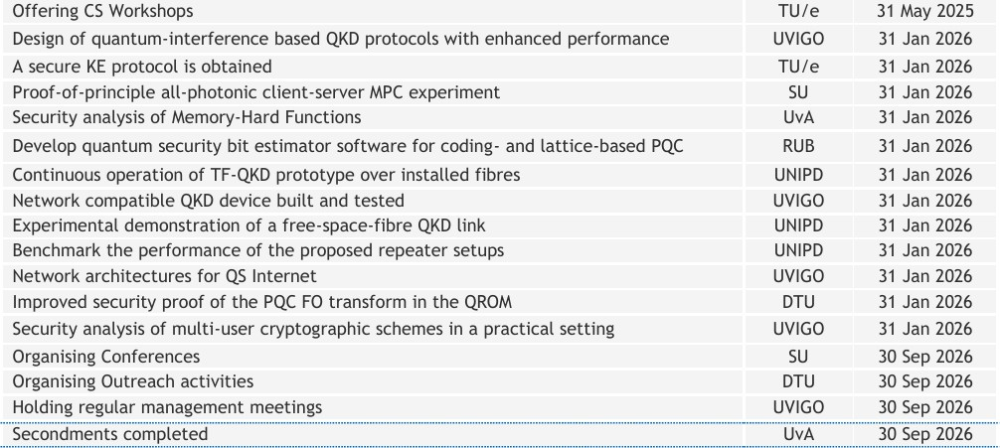 Offering CS Workshops TU/e 31 May 2025
Design of quantum-interference based QKD protocols with enhanced performance UVIGO 31 Jan 2026
A secure KE protocol is obtained TU/e 31 Jan 2026
Proof-of-principle all-photonic client-server MPC experiment SU 31 Jan 2026
Security analysis of Memory-Hard Functions UvA 31 Jan 2026
Develop quantum security bit estimator software for coding- and lattice-based PQC RUB 31 Jan 2026
Continuous operation of TF-QKD prototype over installed fibres UNIPD 31 Jan 2026
Network compatible QKD device built and tested UVIGO 31 Jan 2026
Experimental demonstration of a free-space-fibre QKD link UNIPD 31 Jan 2026
Benchmark the performance of the proposed repeater setups UNIPD 31 Jan 2026
Network architectures for QS Internet UVIGO 31 Jan 2026
Improved security proof of the PQC FO transform in the QROM DTU 31 Jan 2026
Security analysis of multi-user cryptographic schemes in a practical setting UVIGO 31 Jan 2026
Organising Conferences SU 30 Sep 2026
Organising Outreach activities DTU 30 Sep 2026
Holding regular management meetings UVIGO 30 Sep 2026
Secondments completed UvA 30 Sep 2026